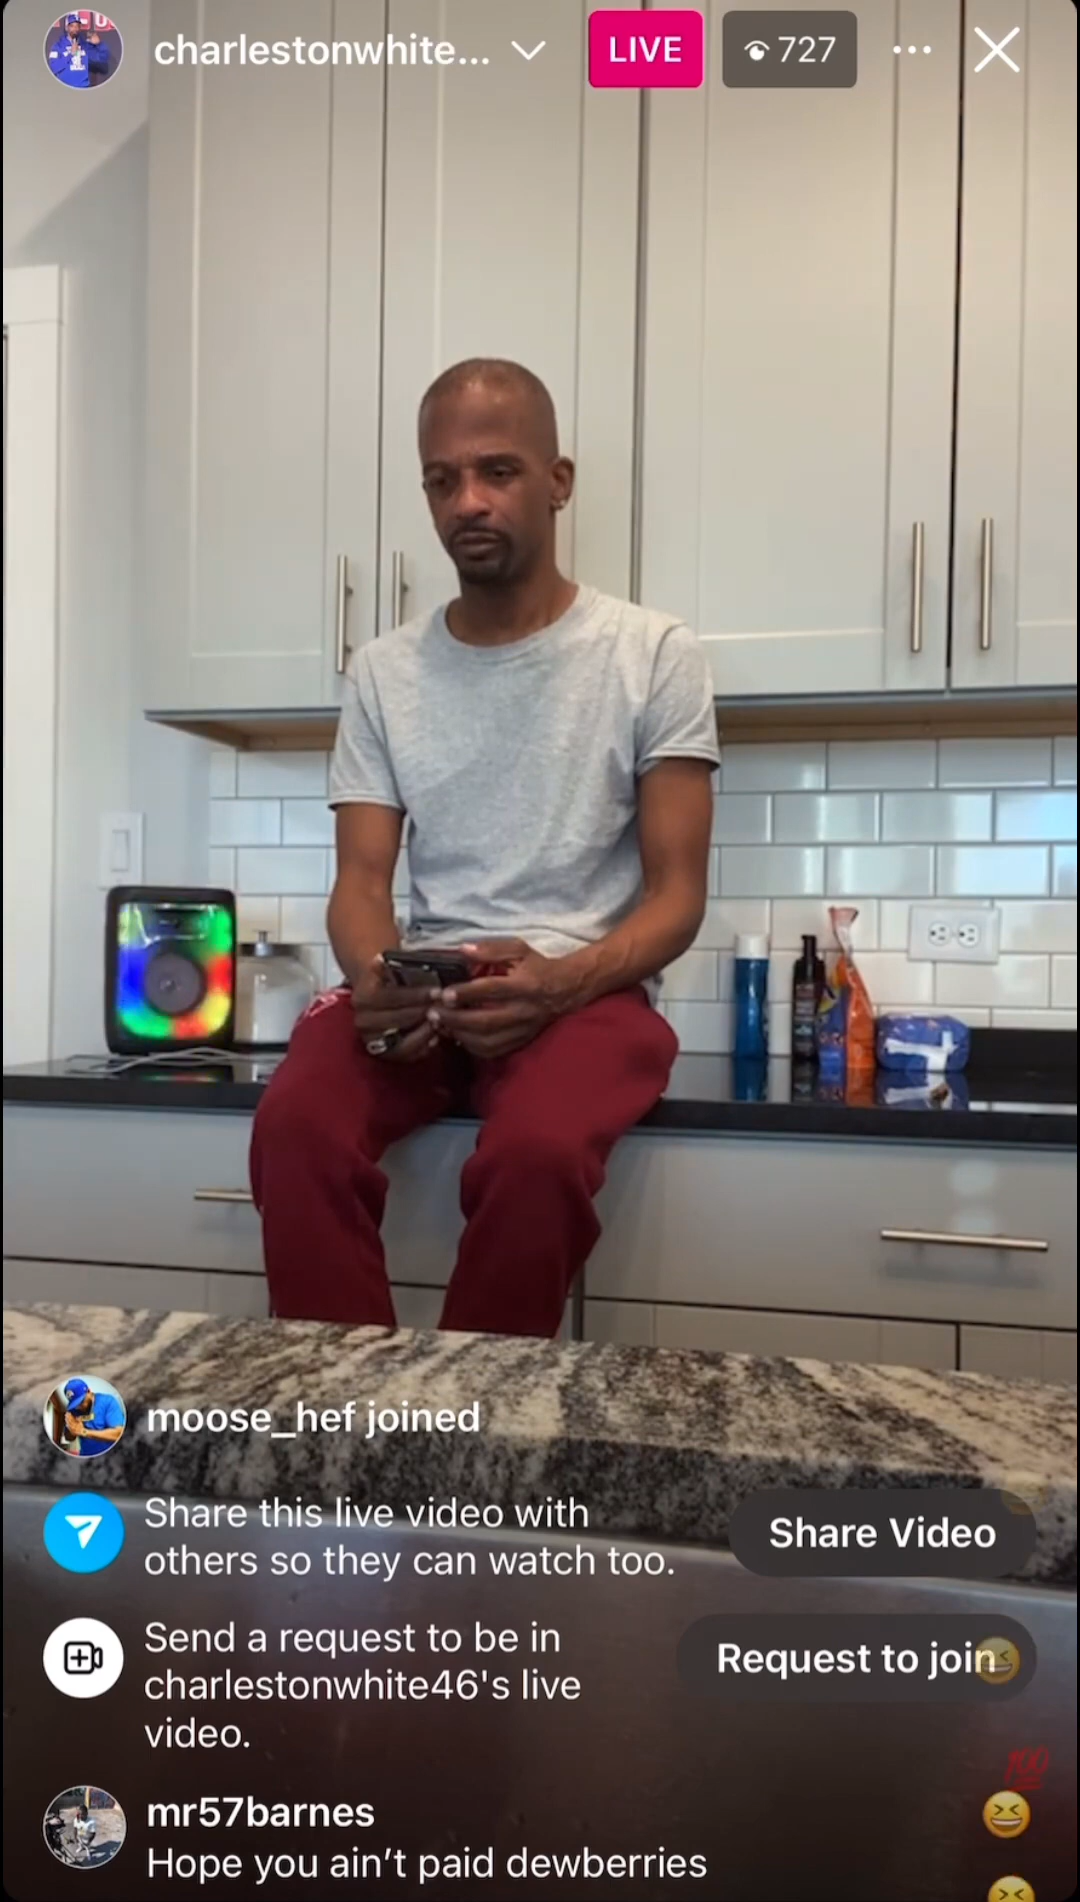 charlestonwhite...
LIVE
727
moose_hef joined
Share this live video with
others so they can watch too.
Share Video
Send a request to be in
charlestonwhite46's live
video.
Request to join
mr57barnes
Hope you ain't paid dewberries